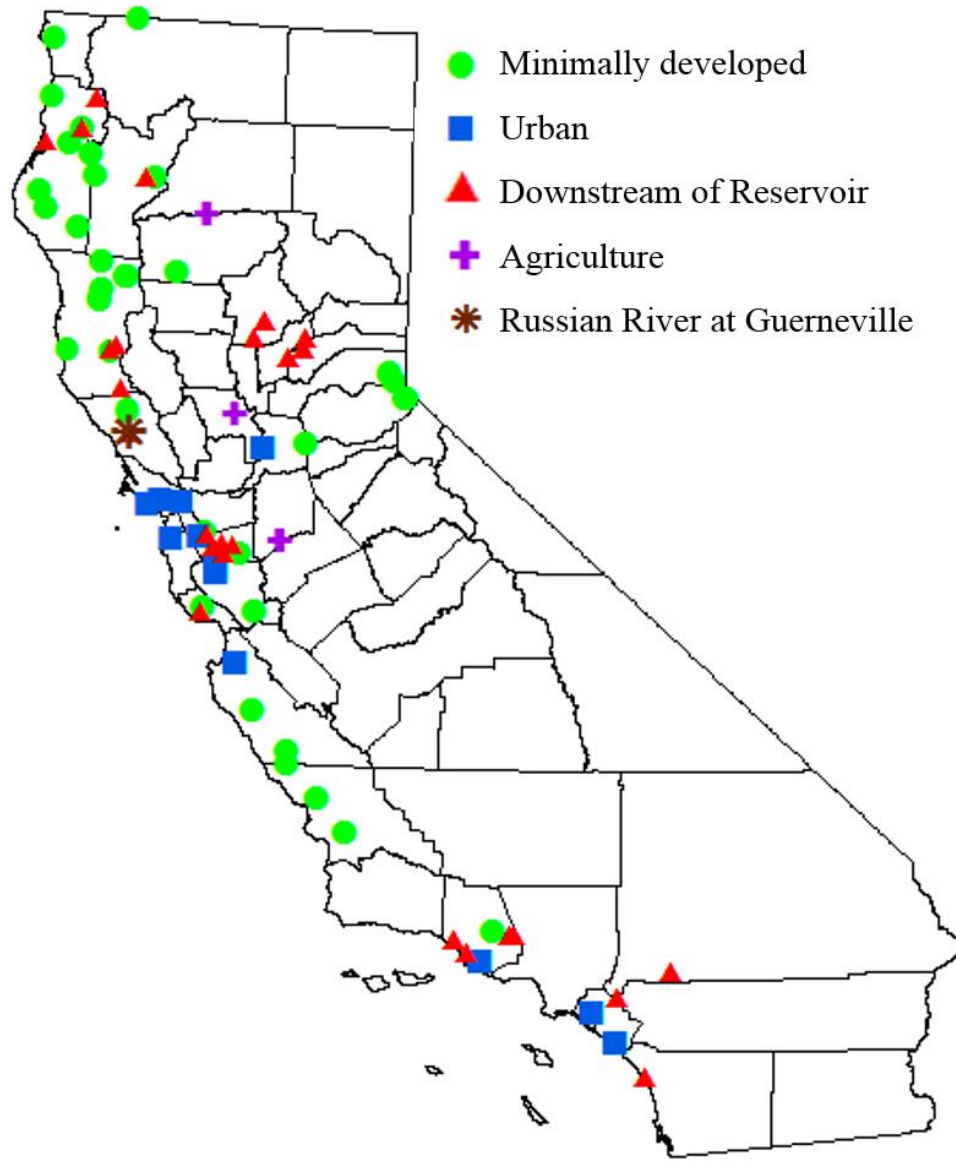 Minimally developed
Urban
Downstream of Reservoir
Agriculture
Russian River at Guerneville